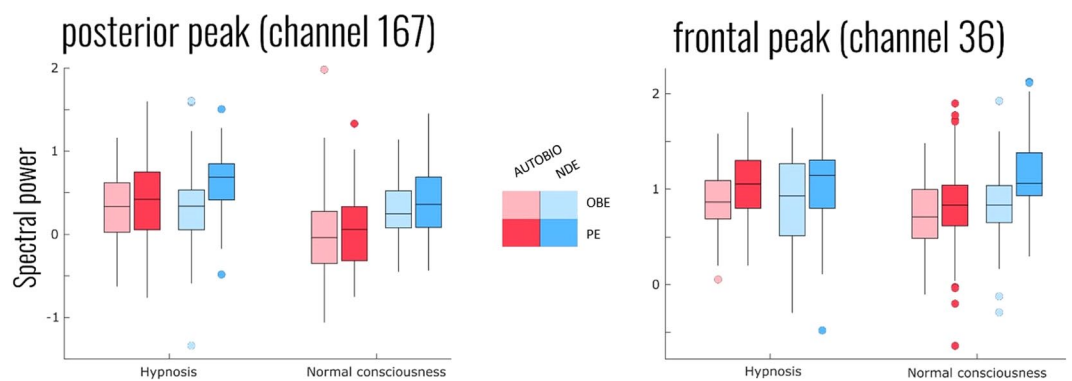 posterior peak (channel 167)
frontal peak (channel 36)
Spectral power
2
1
0
-1
Hypnosis
Normal consciousness
AUTOBIO
NDE
OBE
PE
2
1
0
Hypnosis
Normal consciousness